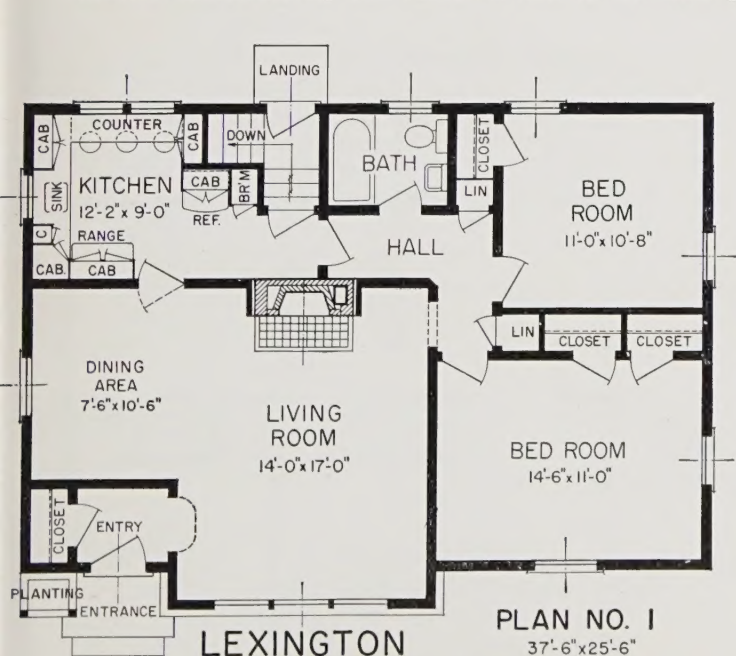 LANDING
CAB
COUNTER
CAB
DOWN
BATH
CLOSET
SINK
KITCHEN
12'-2" x 9'-0"
CAB
BR'M
REF.
LIN
BED
ROOM
11'-0" x 10'-8"
C
RANGE
CAB.
CAB
HALL
LIN
CLOSET
CLOSET
DINING
AREA
7'-6" x 10'-6"
LIVING
ROOM
14'-0" x 17'-0"
BED ROOM
14'-6" x 11'-0"
CLOSET
ENTRY
PLANTING
ENTRANCE
LEXINGTON
PLAN NO. 1
37'-6" x 25'-6"